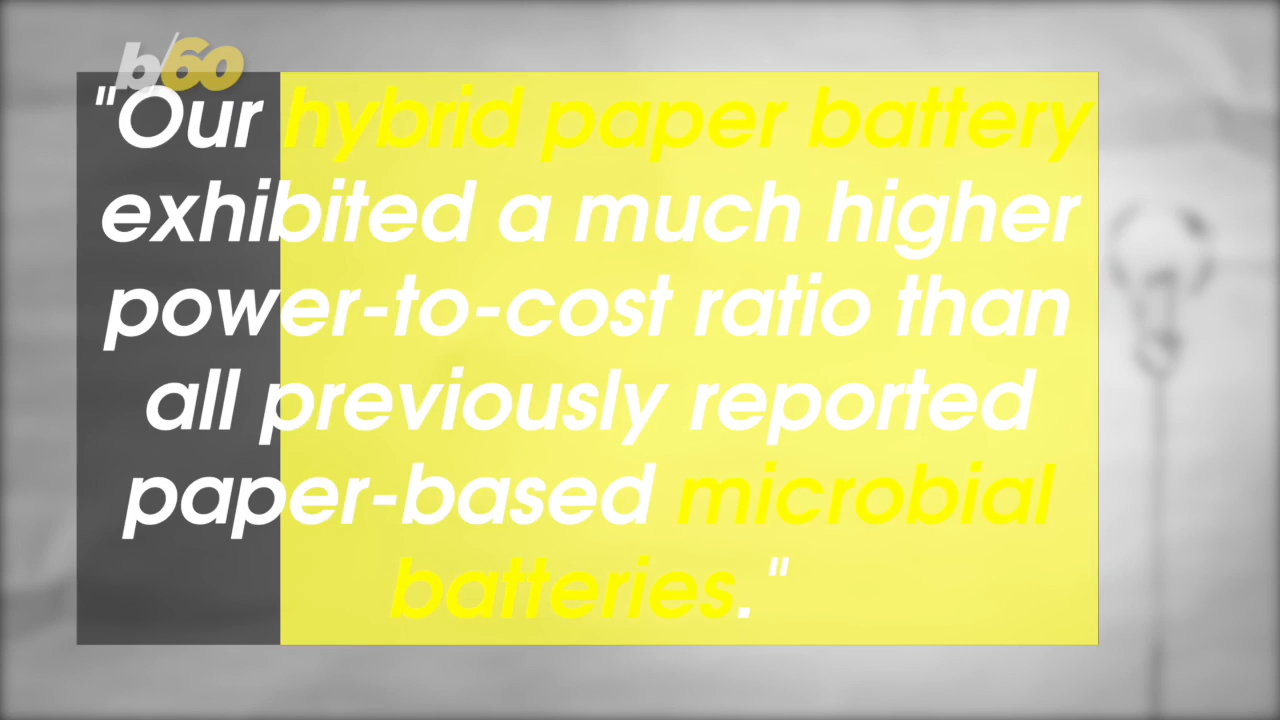 b/60
"Our hybrid paper battery
exhibited a much higher
power-to-cost ratio than
all previously reported
paper-based microbial
batteries."